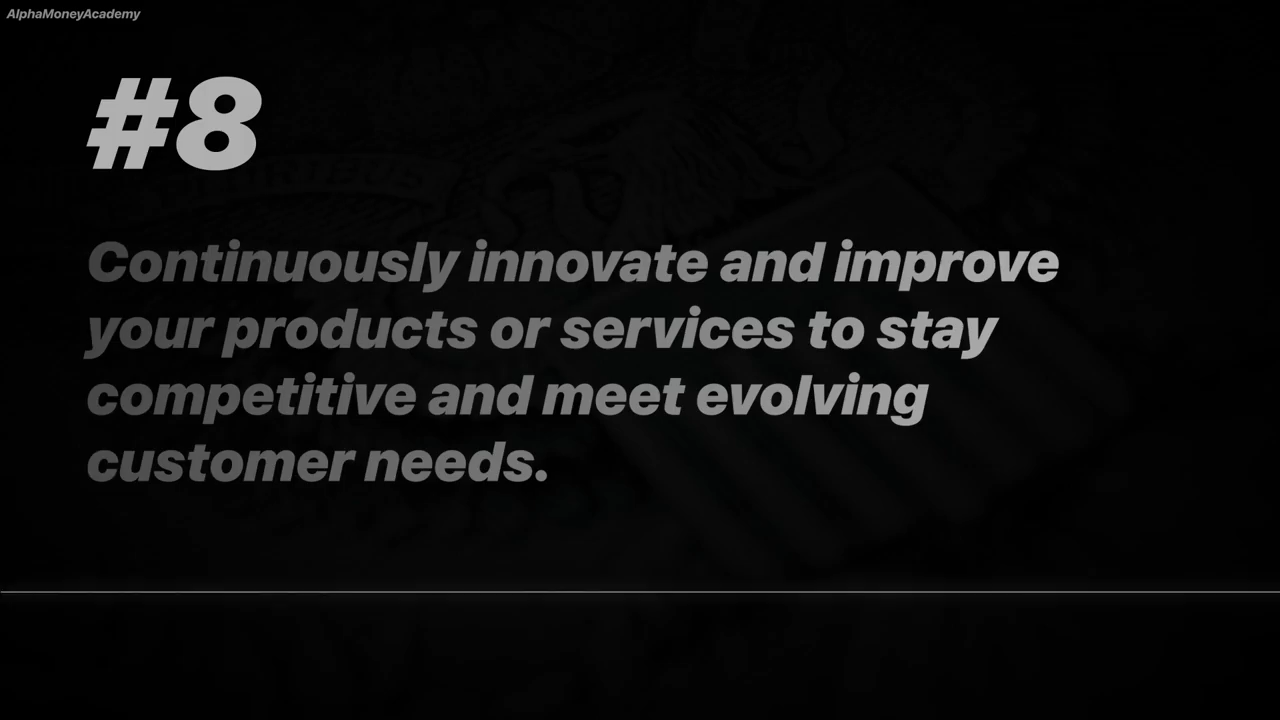 AlphaMoneyAcademy
#8
Continuously innovate and improve
your products or services to stay
competitive and meet evolving
customer needs.